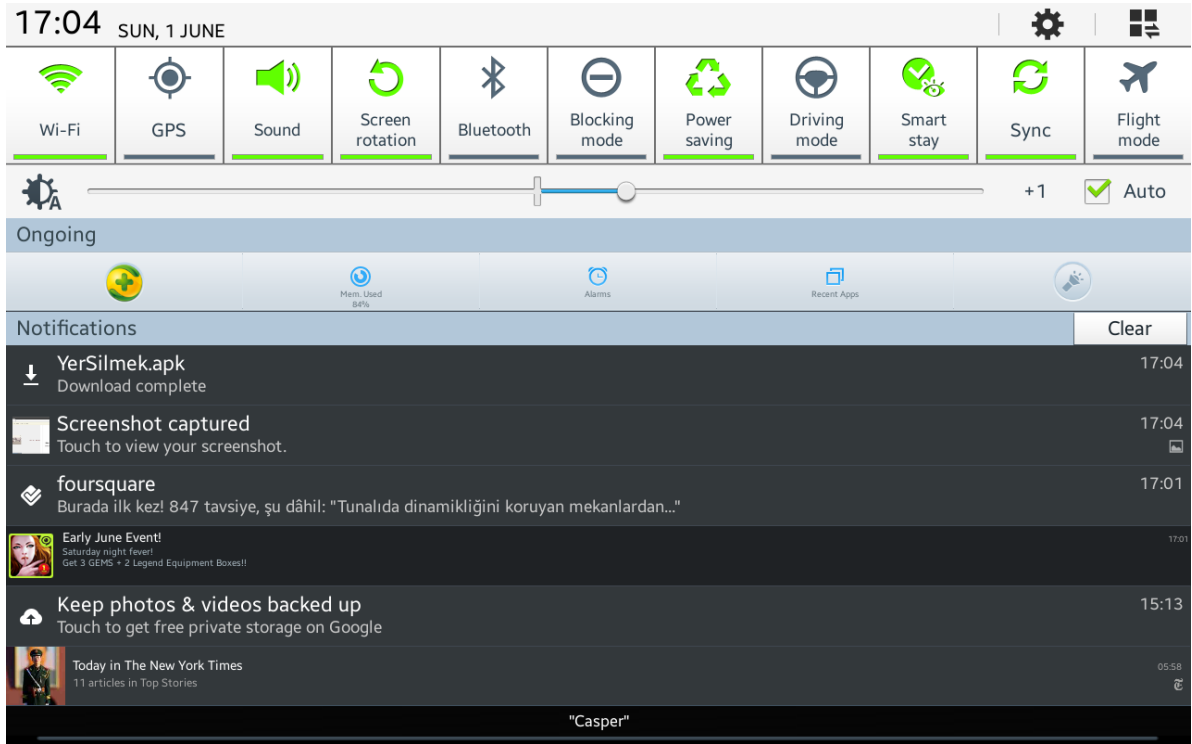 17:04 SUN, 1 JUNE
Wi-Fi
GPS
Sound
Screen
rotation
Bluetooth
Blocking
mode
Power
saving
Driving
mode
Smart
stay
Sync
Flight
mode
A
+1
Auto
Ongoing
Mem. Used
84%
Alarms
Recent Apps
Notifications
Clear
YerSilmek.apk
17:04
Download complete
Screenshot captured
17:04
Touch to view your screenshot.
foursquare
17:01
Burada ilk kez! 847 tavsiye, şu dâhil: "Tunalıda dinamikliğini koruyan mekanlardan..."
Early June Event!
17:01
Saturday night fever!
Get 3 GEMS + 2 Legend Equipment Boxes!!
Keep photos & videos backed up
15:13
Touch to get free private storage on Google
Today in The New York Times
05:58
11 articles in Top Stories
"Casper"